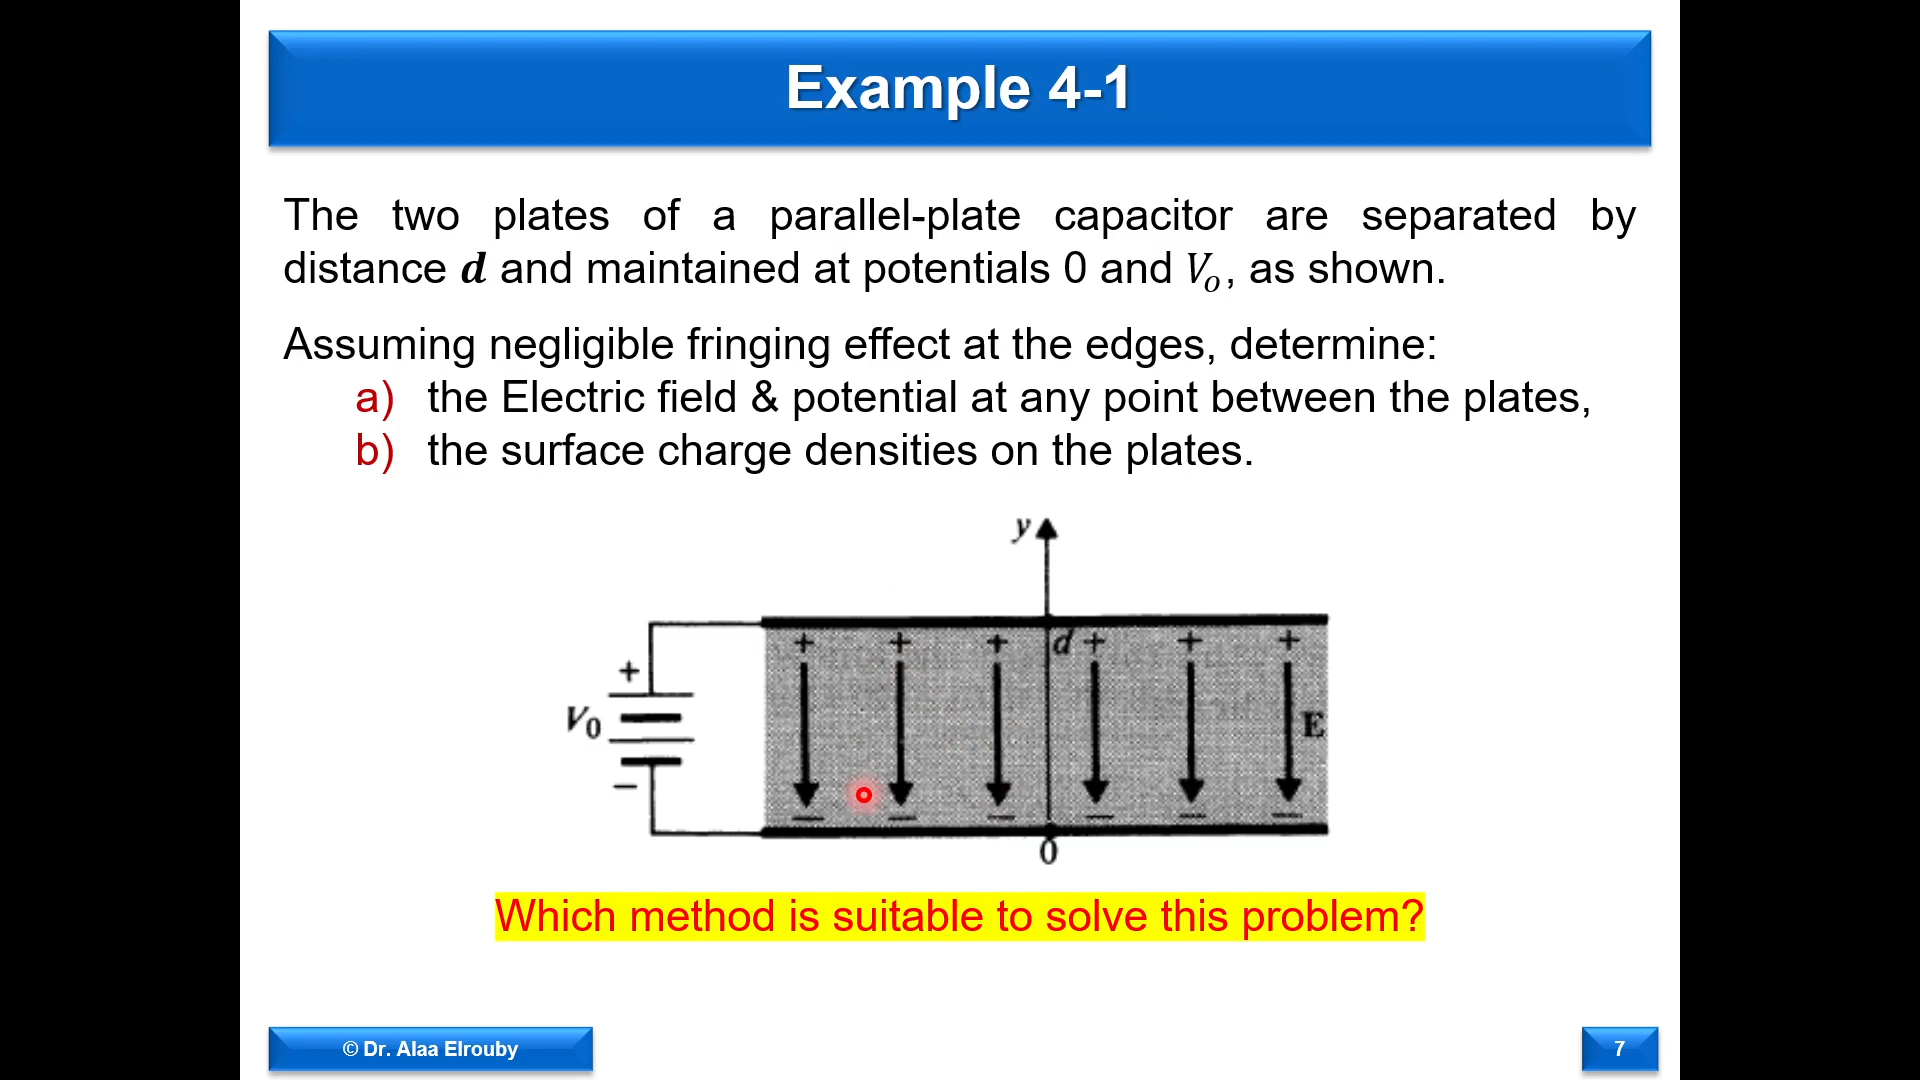 Example 4-1
The two plates of a parallel-plate capacitor are separated by
distance d and maintained at potentials 0 and Vₒ, as shown.
Assuming negligible fringing effect at the edges, determine:
a) the Electric field & potential at any point between the plates,
b) the surface charge densities on the plates.
y
+ + + d + + +
+
V₀
E
−
− − − − − −
0
Which method is suitable to solve this problem?
© Dr. Alaa Elrouby
7